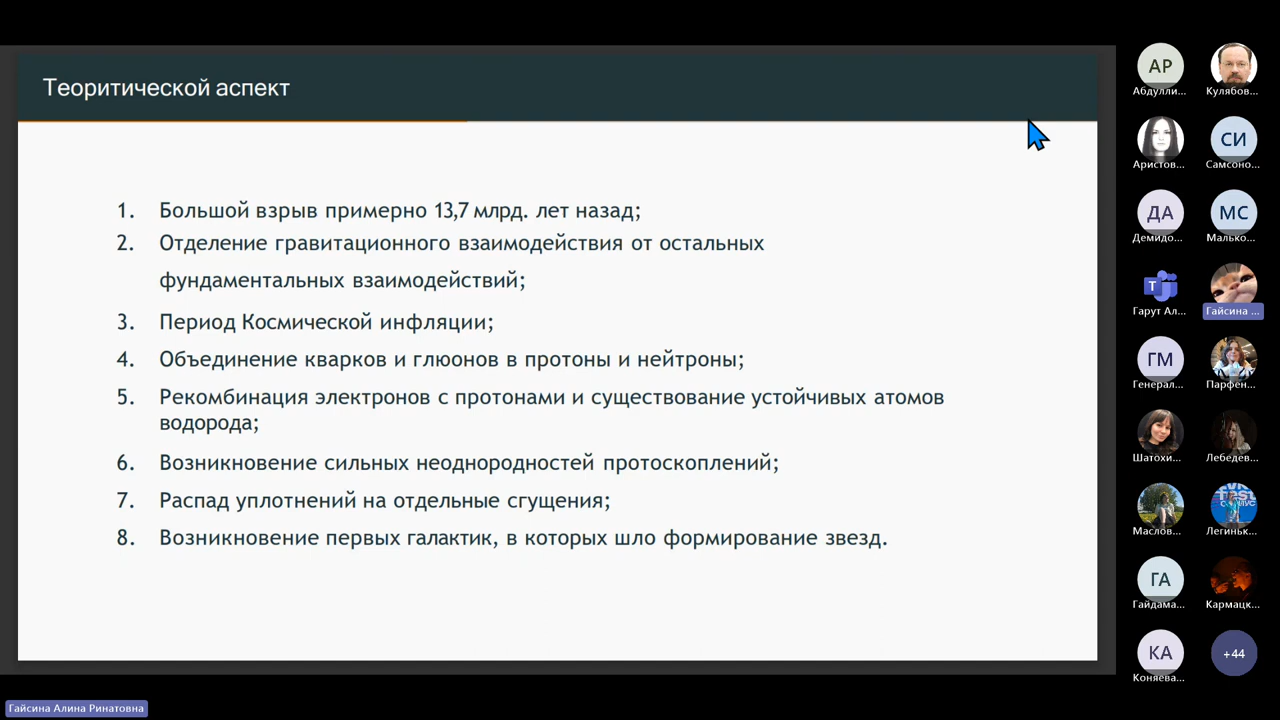 Теоритической аспект
1. Большой взрыв примерно 13,7 млрд. лет назад;
2. Отделение гравитационного взаимодействия от остальных
фундаментальных взаимодействий;
3. Период Космической инфляции;
4. Объединение кварков и глюонов в протоны и нейтроны;
5. Рекомбинация электронов с протонами и существование устойчивых атомов
водорода;
6. Возникновение сильных неоднородностей протоскоплений;
7. Распад уплотнений на отдельные сгущения;
8. Возникновение первых галактик, в которых шло формирование звезд.
АР
Абдулли...
Кулябов...
Аристов...
СИ
Самсоно...
ДА
Демидо...
МС
Малько...
Гарут Ал...
Гайсина ...
ГМ
Генерал...
Парфен...
Шатохи...
Лебедев...
Маслов...
Легиньк...
ГА
Гайдама...
Кармацк...
КА
Коняева...
+44
Гайсина Алина Ринатовна